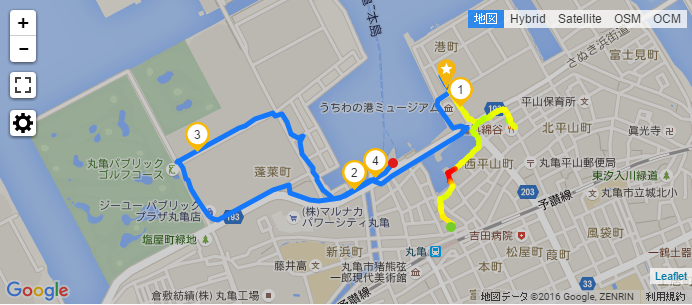 +
−
地図
Hybrid
Satellite
OSM
OCM
港町
さぬき浜街道
富士見町
1
193
うちわの港ミュージアム
平山保育所
北平山町
眞光寺
3
丸亀パブリック
ゴルフコース
蓬莱町
西平山町
丸亀平山郵便局
2
4
東汐入川緑道
203
丸亀市立城北小
予讃線
ジーユー パブリック
プラザ丸亀店
193
(株)マルナカ
パワーシティ丸亀
塩屋町緑地
新浜町
丸亀
吉田病院
松屋町
葭町
風袋町
予讃線
藤井高
丸亀市猪熊弦
一郎現代美術館
本町
一鶴土器
Leaflet
Google
倉敷紡績(株) 丸亀工場
地図データ ©2016 Google, ZENRIN
利用規約